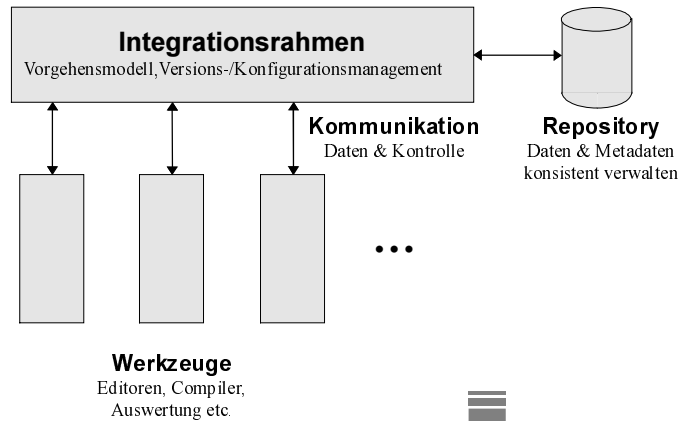 Integrationsrahmen
Vorgehensmodell,Versions-/Konfigurationsmanagement
Kommunikation
Daten & Kontrolle
Repository
Daten & Metadaten
konsistent verwalten
...
Werkzeuge
Editoren, Compiler,
Auswertung etc.